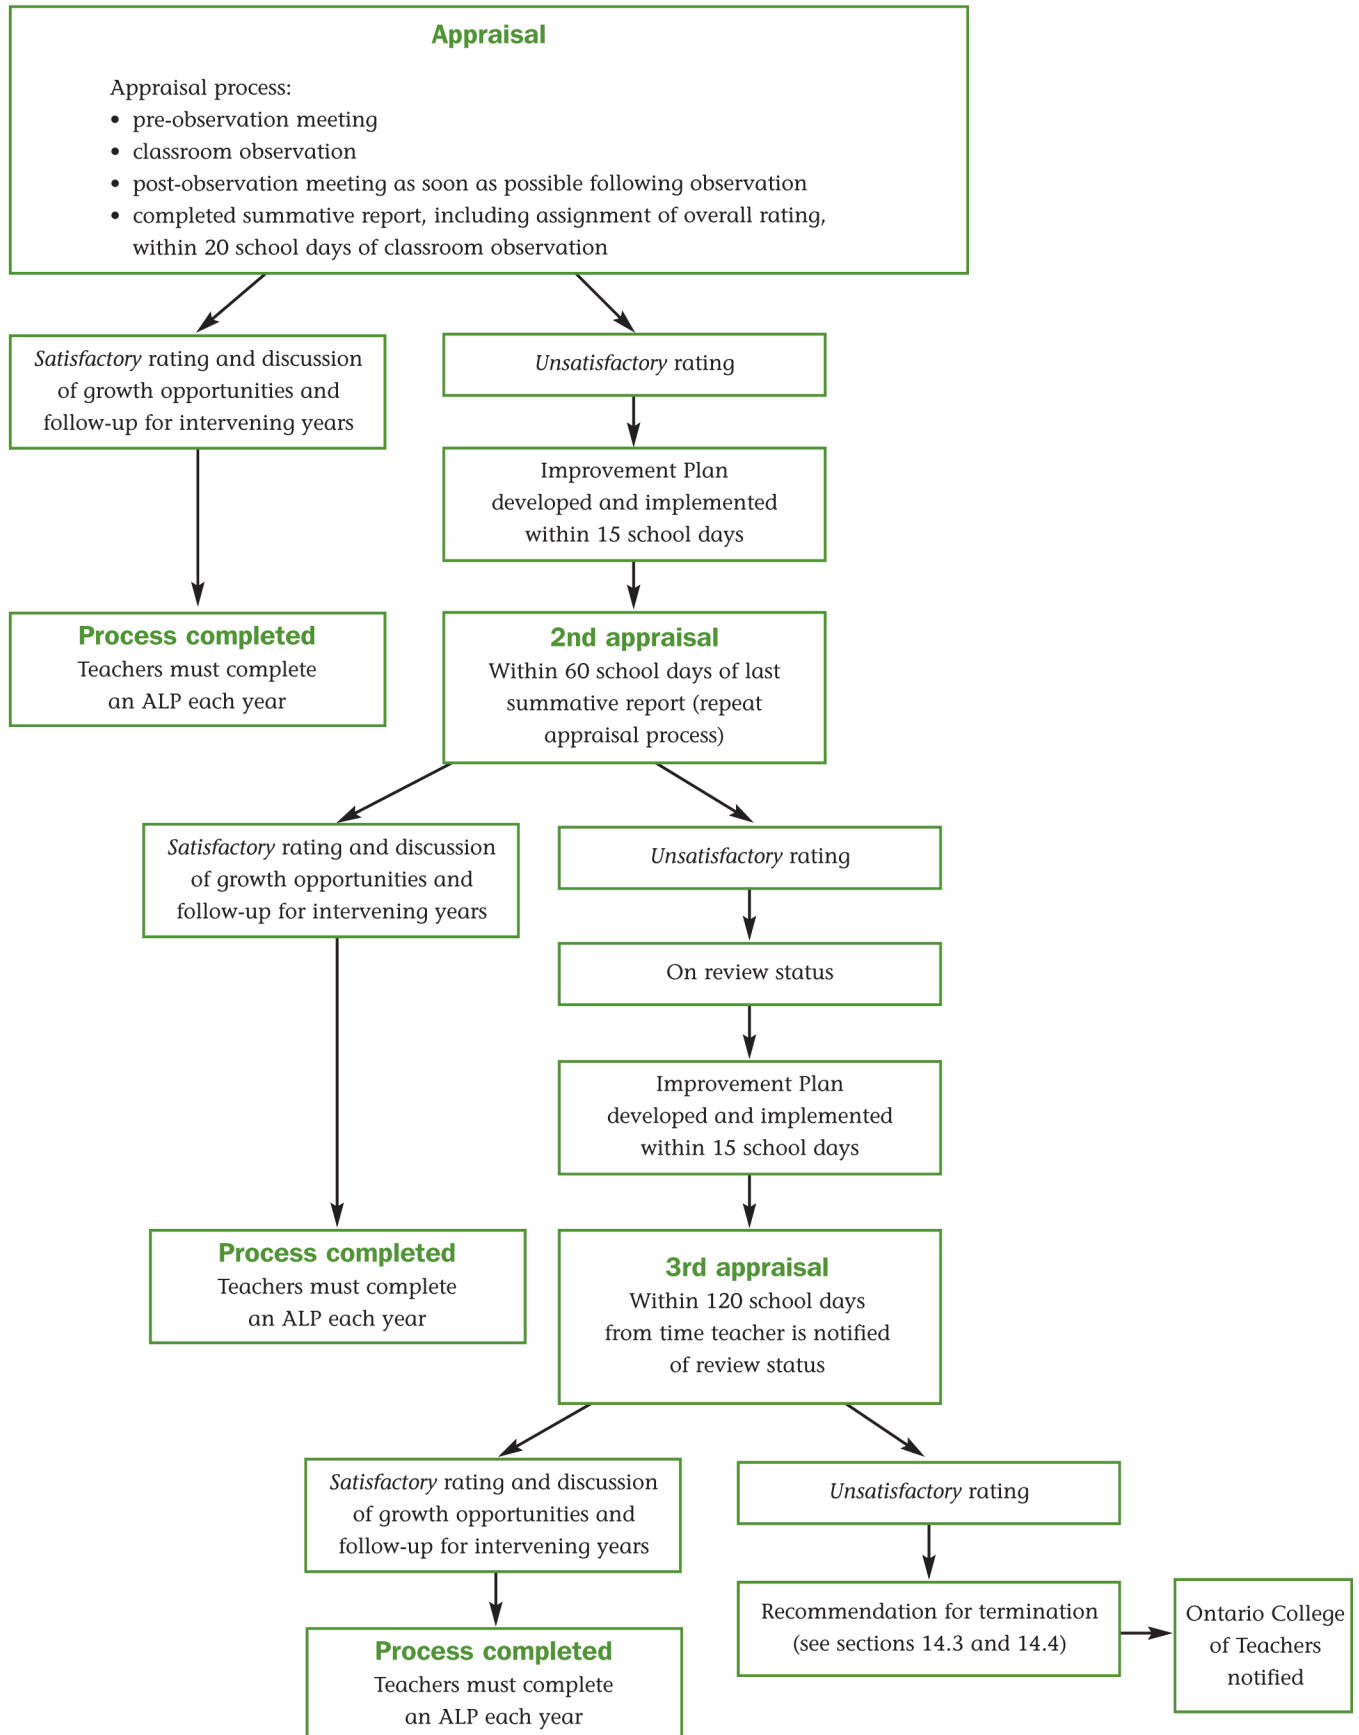 Appraisal
Appraisal process:
• pre-observation meeting
• classroom observation
• post-observation meeting as soon as possible following observation
• completed summative report, including assignment of overall rating,
within 20 school days of classroom observation
Satisfactory rating and discussion
of growth opportunities and
follow-up for intervening years
Unsatisfactory rating
Improvement Plan
developed and implemented
within 15 school days
Process completed
Teachers must complete
an ALP each year
2nd appraisal
Within 60 school days of last
summative report (repeat
appraisal process)
Satisfactory rating and discussion
of growth opportunities and
follow-up for intervening years
Unsatisfactory rating
On review status
Improvement Plan
developed and implemented
within 15 school days
Process completed
Teachers must complete
an ALP each year
3rd appraisal
Within 120 school days
from time teacher is notified
of review status
Satisfactory rating and discussion
of growth opportunities and
follow-up for intervening years
Unsatisfactory rating
Recommendation for termination
(see sections 14.3 and 14.4)
Ontario College
of Teachers
notified
Process completed
Teachers must complete
an ALP each year